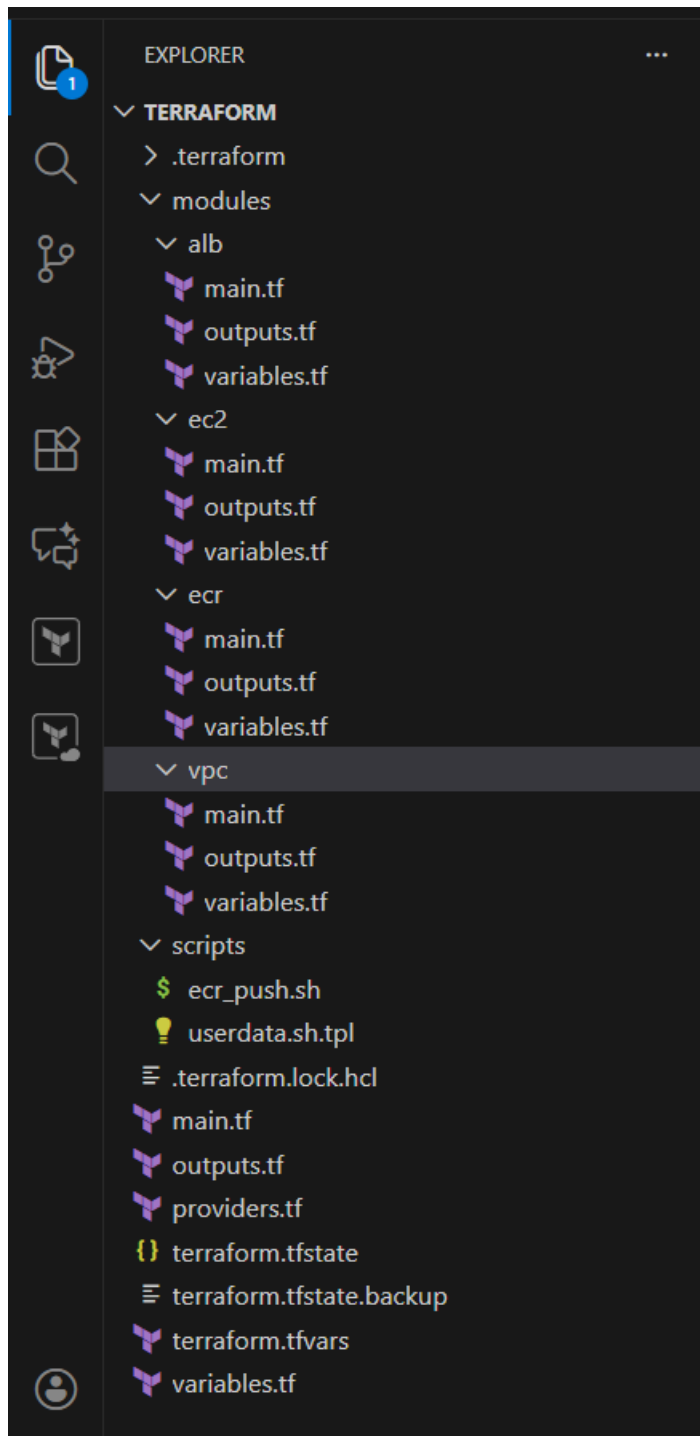 EXPLORER ...
1
TERRAFORM
.terraform
modules
alb
main.tf
outputs.tf
variables.tf
ec2
main.tf
outputs.tf
variables.tf
ecr
main.tf
outputs.tf
variables.tf
vpc
main.tf
outputs.tf
variables.tf
scripts
$ ecr_push.sh
userdata.sh.tpl
.terraform.lock.hcl
main.tf
outputs.tf
providers.tf
{} terraform.tfstate
terraform.tfstate.backup
terraform.tfvars
variables.tf